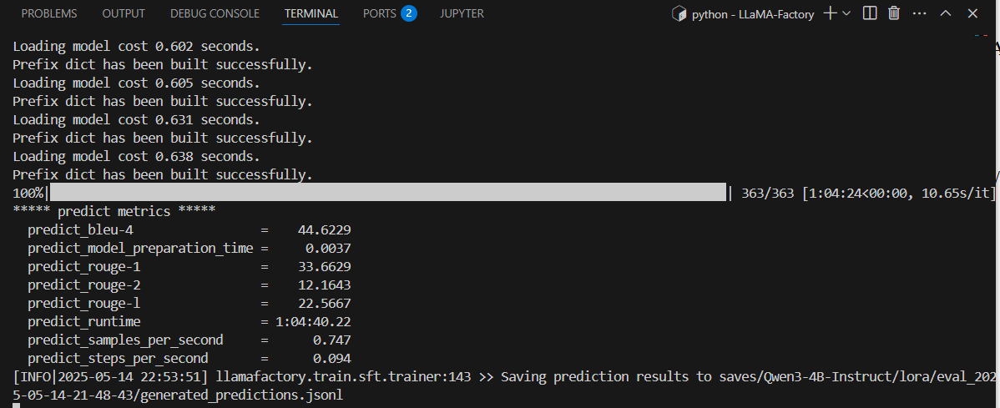 PROBLEMS OUTPUT DEBUG CONSOLE TERMINAL PORTS 2 JUPYTER python - LLaMA-Factory
Loading model cost 0.602 seconds.
Prefix dict has been built successfully.
Loading model cost 0.605 seconds.
Prefix dict has been built successfully.
Loading model cost 0.631 seconds.
Prefix dict has been built successfully.
Loading model cost 0.638 seconds.
Prefix dict has been built successfully.
100%| | 363/363 [1:04:24<00:00, 10.65s/it]
***** predict metrics *****
predict_bleu-4 = 44.6229
predict_model_preparation_time = 0.0037
predict_rouge-1 = 33.6629
predict_rouge-2 = 12.1643
predict_rouge-l = 22.5667
predict_runtime = 1:04:40.22
predict_samples_per_second = 0.747
predict_steps_per_second = 0.094
[INFO|2025-05-14 22:53:51] llamafactory.train.sft.trainer:143 >> Saving prediction results to saves/Qwen3-4B-Instruct/lora/eval_202
5-05-14-21-48-43/generated_predictions.jsonl